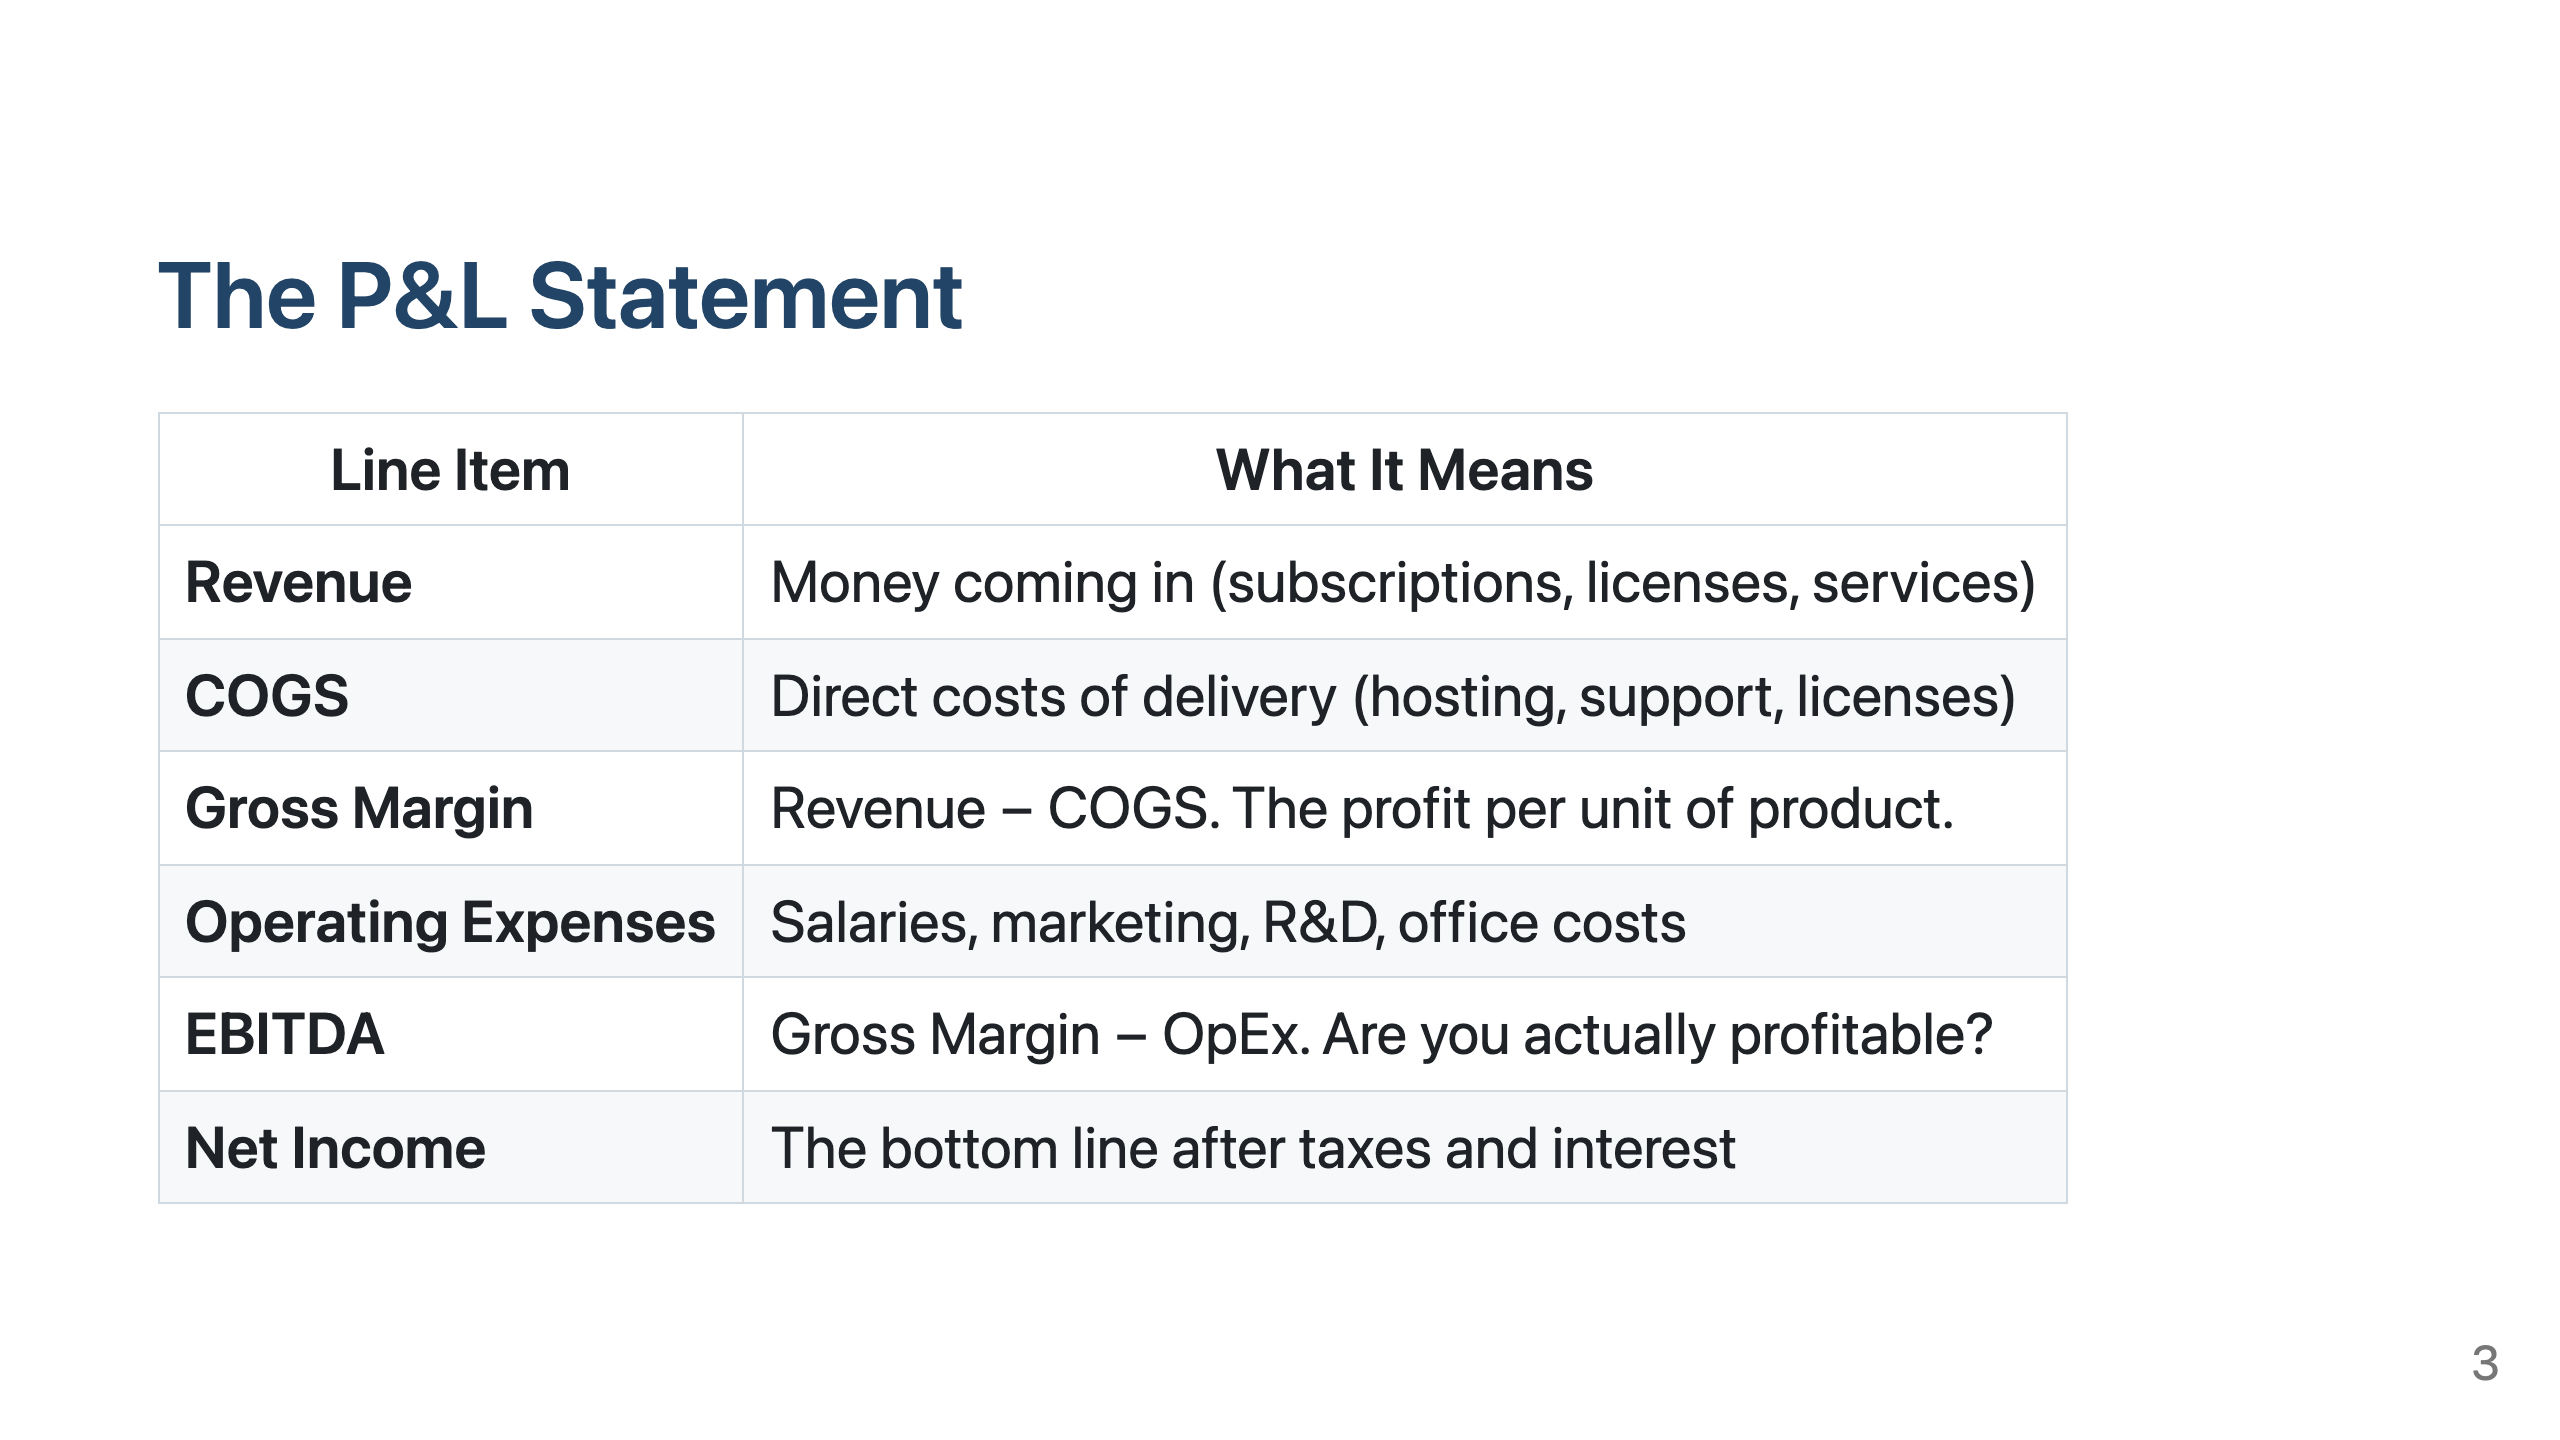 The P&L Statement
Line Item
What It Means
Revenue
Money coming in (subscriptions, licenses, services)
COGS
Direct costs of delivery (hosting, support, licenses)
Gross Margin
Revenue – COGS. The profit per unit of product.
Operating Expenses
Salaries, marketing, R&D, office costs
EBITDA
Gross Margin – OpEx. Are you actually profitable?
Net Income
The bottom line after taxes and interest
3